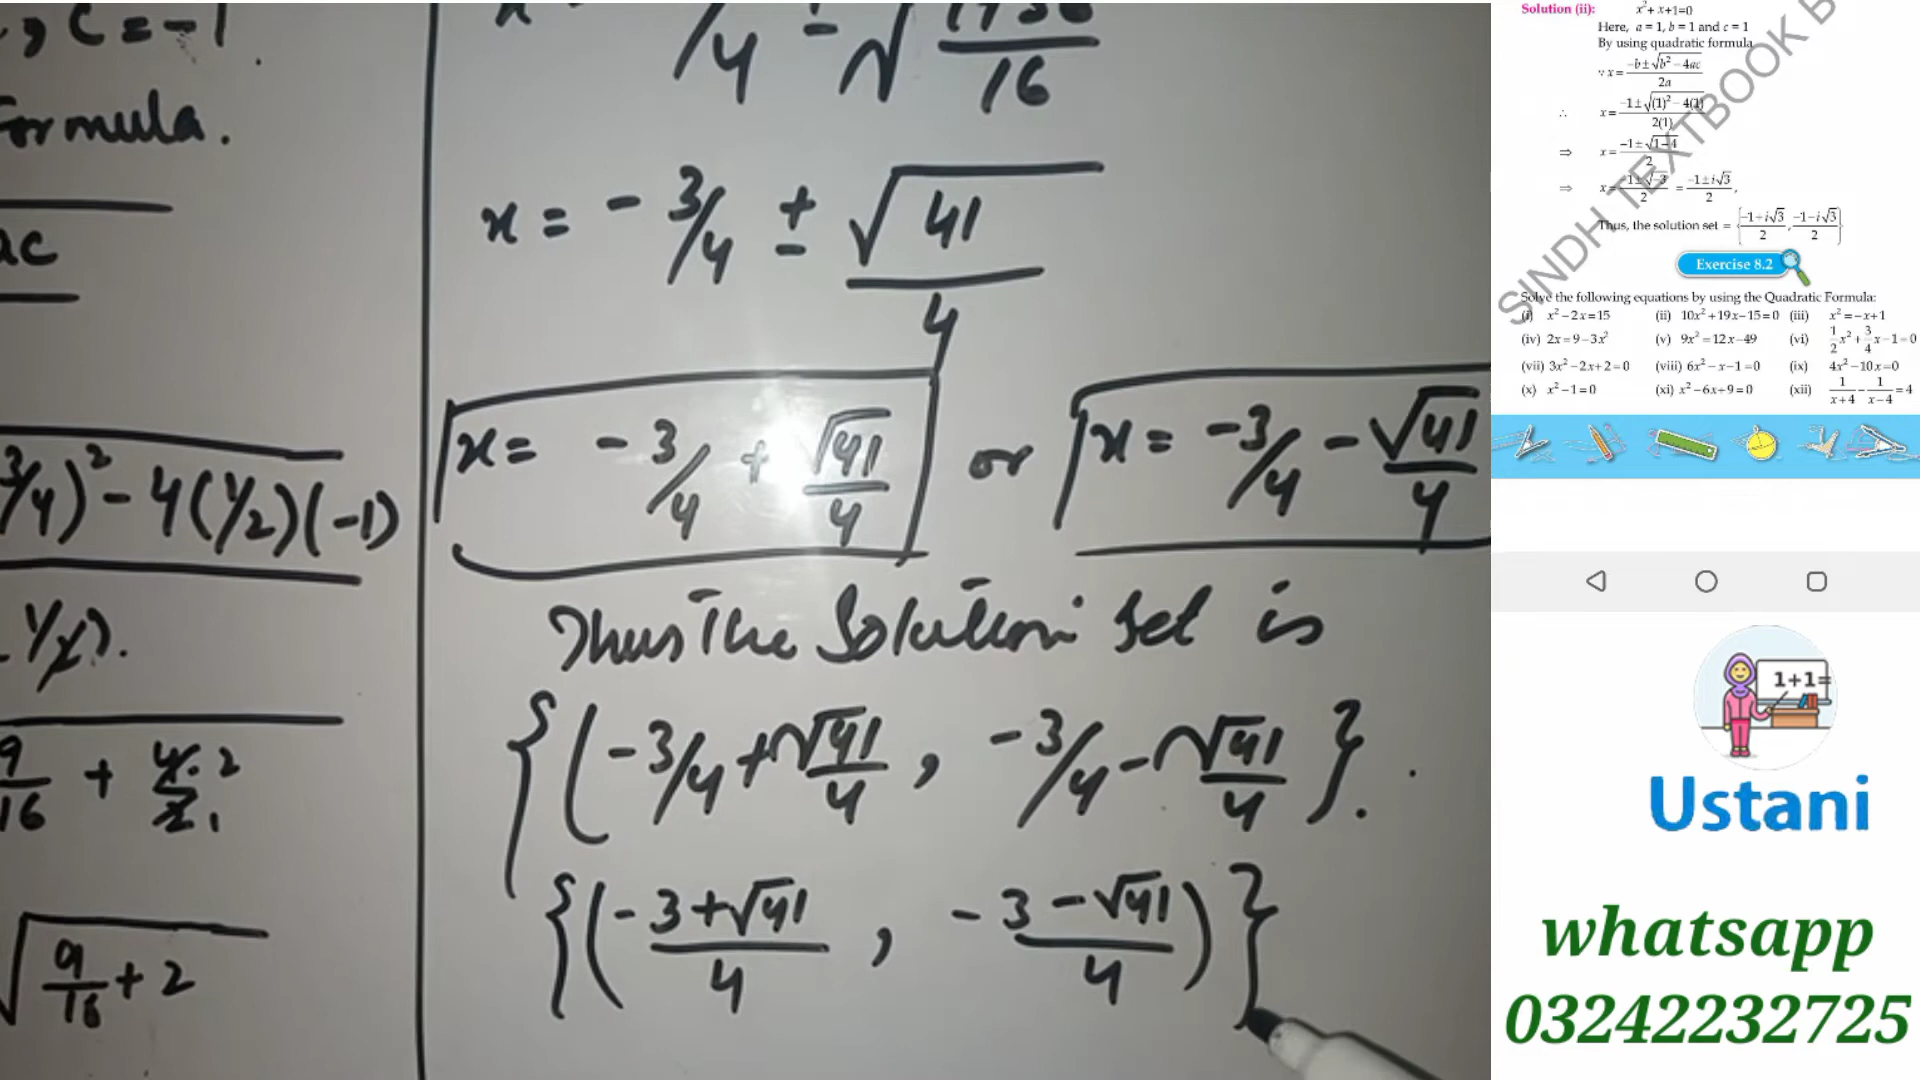 , C = -1
Formula.
ac
3/4)² - 4(1/2)(-1)
9/16 + 4·2/2 1
√9/16 + 2
16
x = - 3/4 ± √41/4
x = - 3/4 + √41/4 or x = - 3/4 - √41/4
Thus The Solution set is
{( - 3/4 + √41/4 , - 3/4 - √41/4 }.
{( -3+√41/4 , -3-√41/4 )}
Solution (ii): x²+ x+1=0
Here, a = 1, b = 1 and c = 1
By using quadratic formula
∵ x = -b±√b² - 4ac/2a
∴ x = -1±√(1)² - 4(1)/2(1)
⇒ x = -1±√1-4/2
⇒ x = -1±√-3/2 = -1±i√3/2,
Thus, the solution set = {-1+i√3/2, -1-i√3/2}
SINDH TEXTBOOK B
Exercise 8.2
Solve the following equations by using the Quadratic Formula:
(i) x² - 2x = 15 (ii) 10x² + 19x - 15 = 0 (iii) x² = -x + 1
(iv) 2x = 9 - 3x² (v) 9x² = 12x - 49 (vi) 1/2x² + 3/4x - 1 = 0
(vii) 3x² - 2x + 2 = 0 (viii) 6x² - x - 1 = 0 (ix) 4x² - 10x = 0
(x) x² - 1 = 0 (xi) x² - 6x + 9 = 0 (xii) 1/x+4 - 1/x-4 = 4
1+1=
Ustani
whatsapp
03242232725